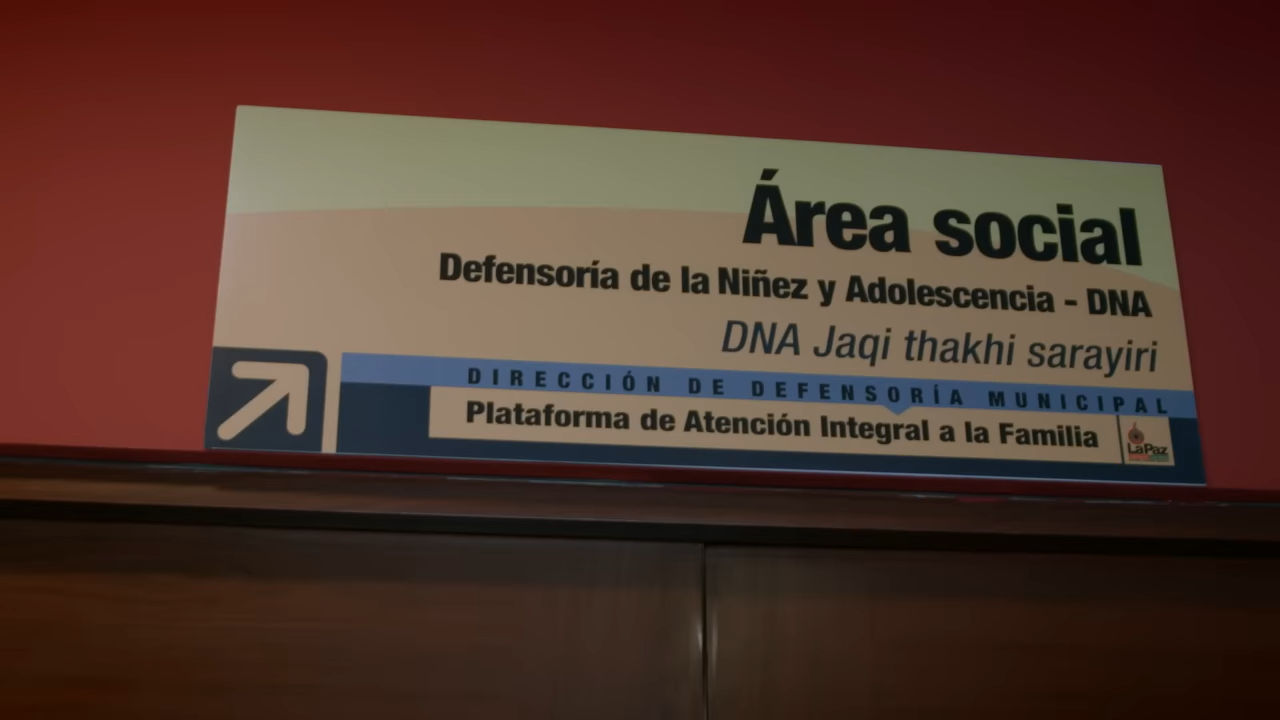 Área social
Defensoría de la Niñez y Adolescencia - DNA
DNA Jaqi thakhi sarayiri
DIRECCIÓN DE DEFENSORÍA MUNICIPAL
Plataforma de Atención Integral a la Familia
La Paz